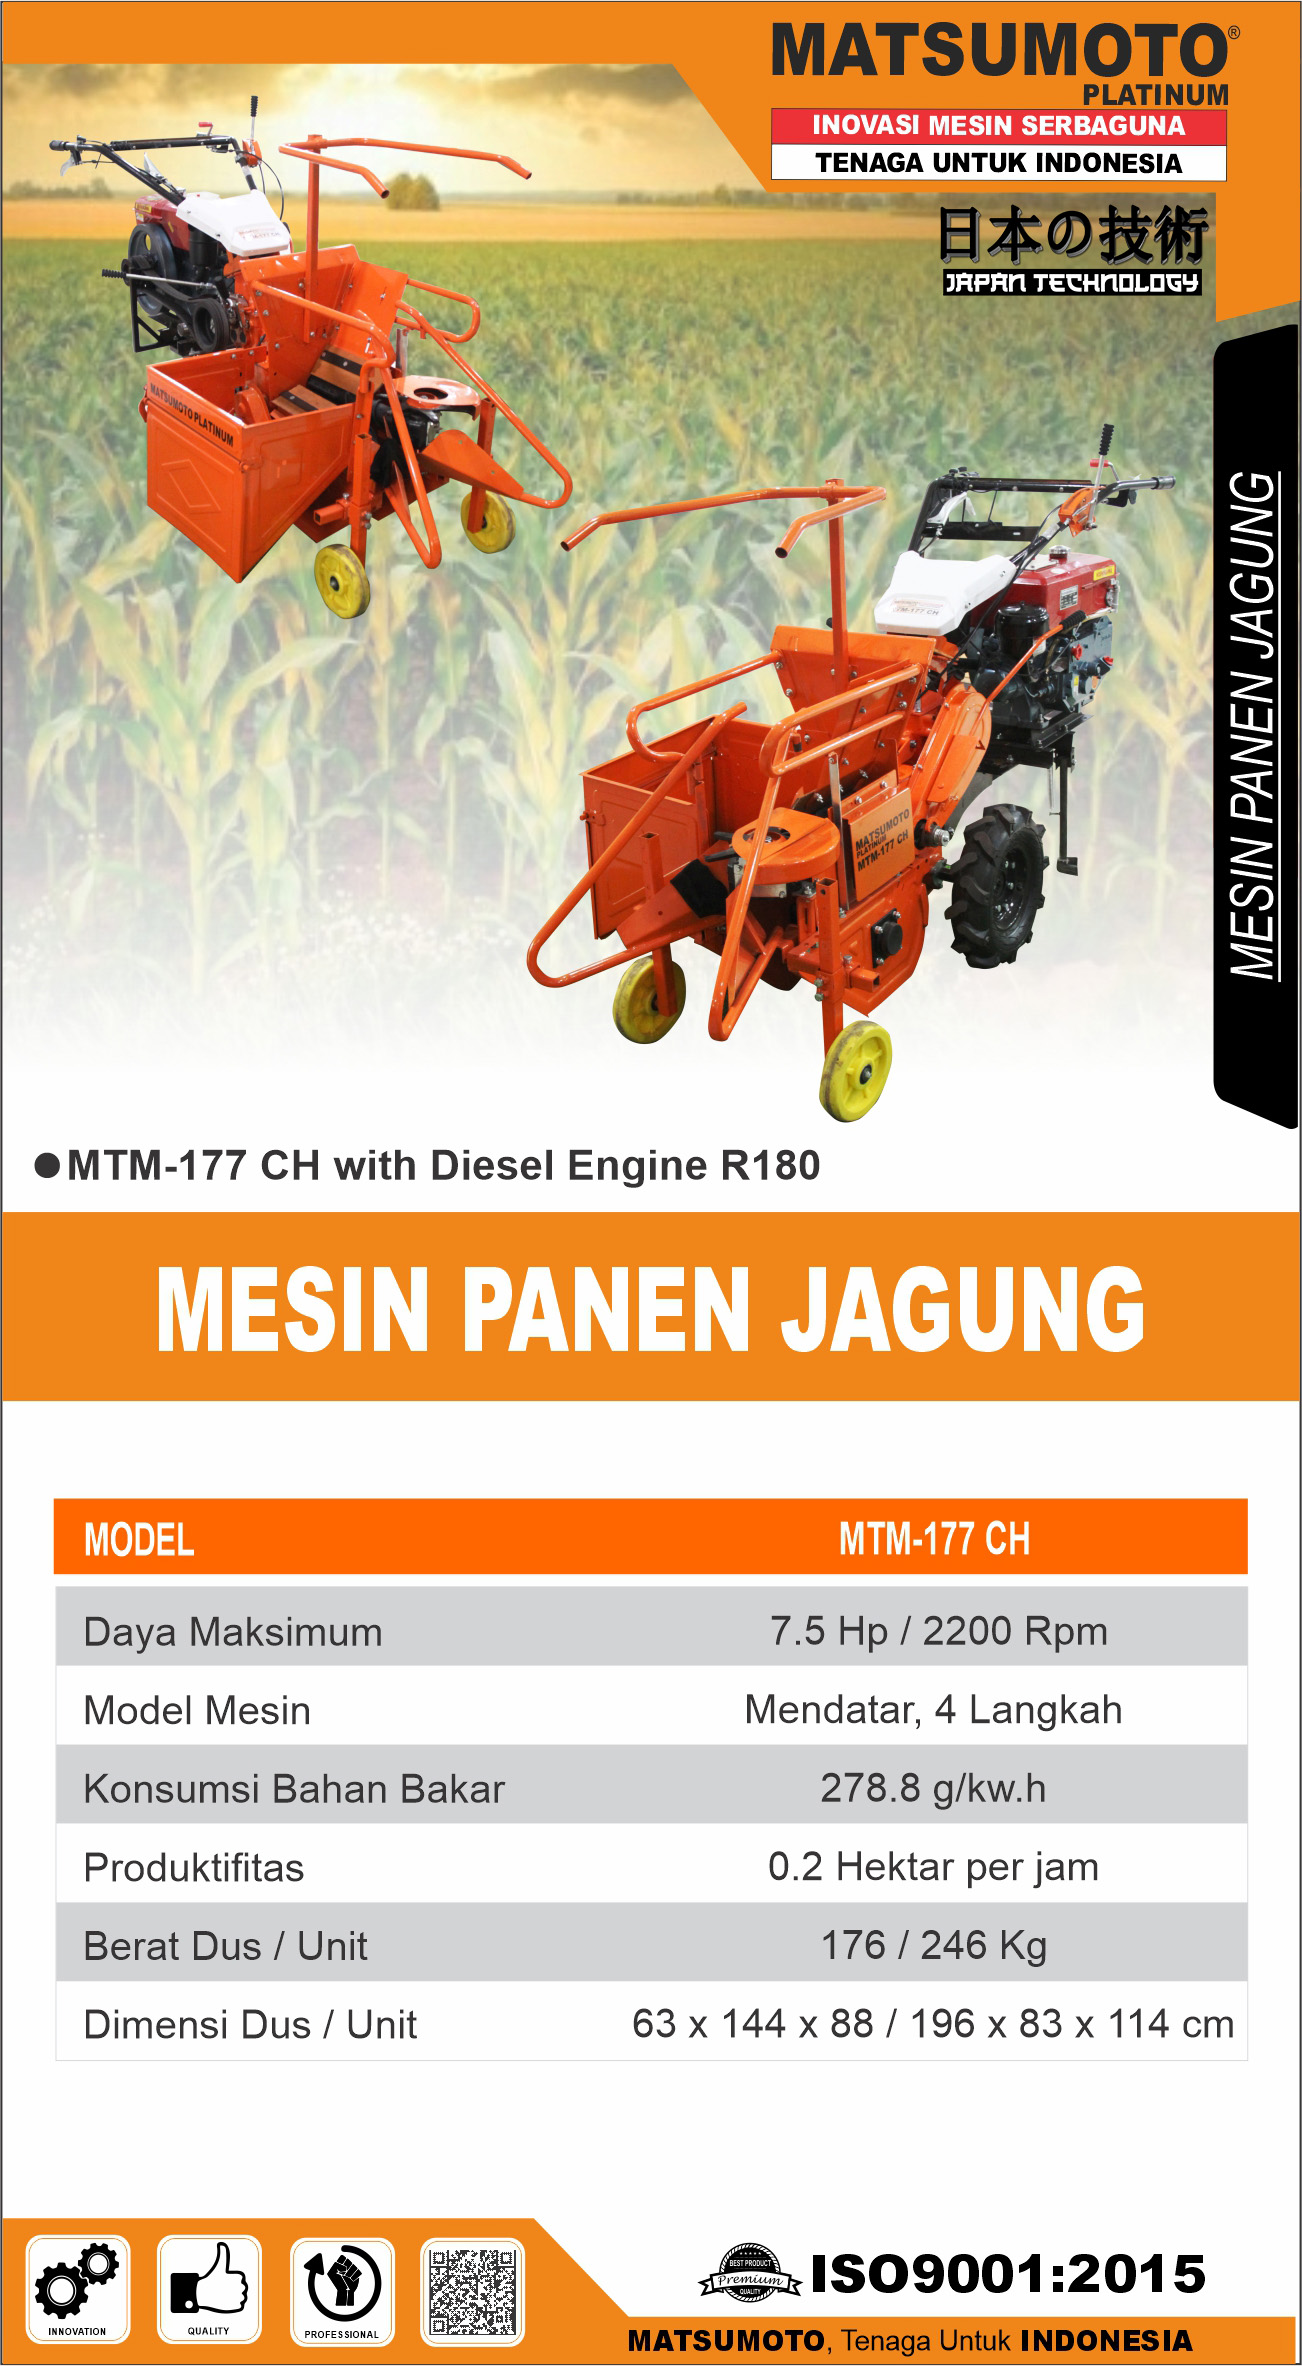 MATSUMOTO®
PLATINUM
INOVASI MESIN SERBAGUNA
TENAGA UNTUK INDONESIA
日本の技術
JAPAN TECHNOLOGY
MATSUMOTO PLATINUM
MTM-177 CH
MATSUMOTO
PLATINUM
MTM-177 CH
MESIN PANEN JAGUNG
●MTM-177 CH with Diesel Engine R180
MESIN PANEN JAGUNG
MODEL MTM-177 CH
Daya Maksimum 7.5 Hp / 2200 Rpm
Model Mesin Mendatar, 4 Langkah
Konsumsi Bahan Bakar 278.8 g/kw.h
Produktifitas 0.2 Hektar per jam
Berat Dus / Unit 176 / 246 Kg
Dimensi Dus / Unit 63 x 144 x 88 / 196 x 83 x 114 cm
INNOVATION
QUALITY
PROFESSIONAL
BEST PRODUCT
Premium
QUALITY
ISO9001:2015
MATSUMOTO, Tenaga Untuk INDONESIA